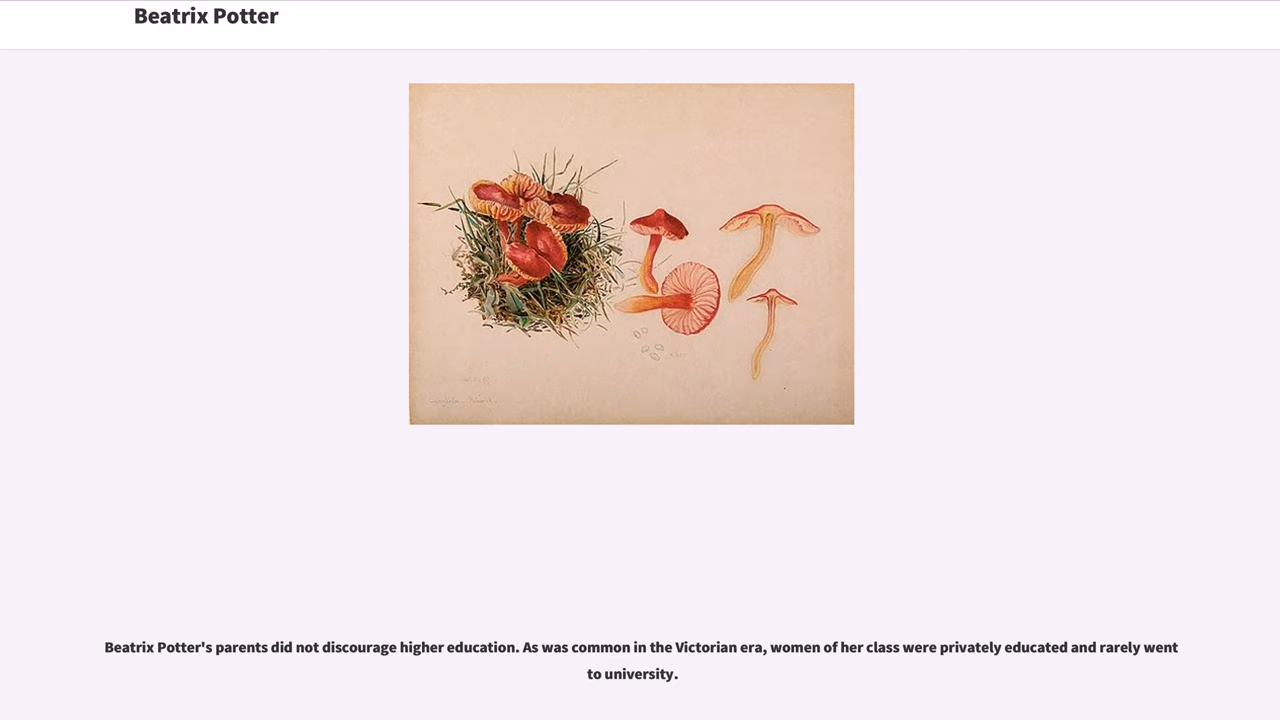 Beatrix Potter
Beatrix Potter's parents did not discourage higher education. As was common in the Victorian era, women of her class were privately educated and rarely went
to university.